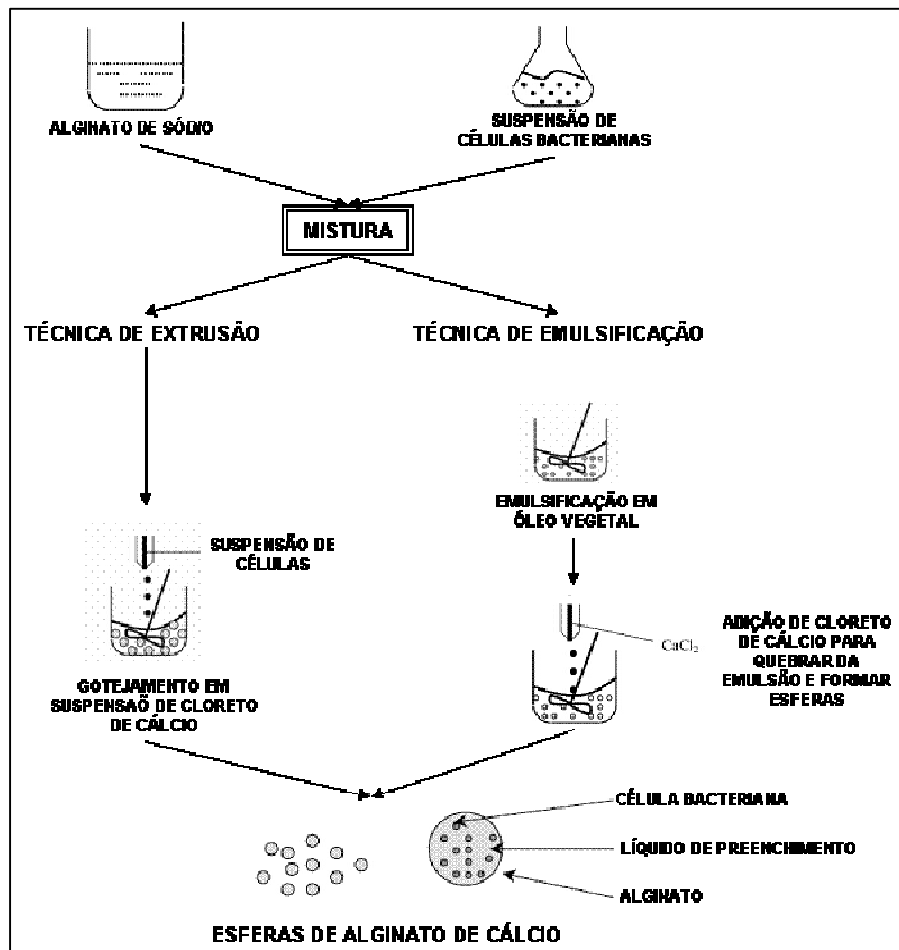 ALGINATO DE SÓDIO
SUSPENSÃO DE
CÉLULAS BACTERIANAS
MISTURA
TÉCNICA DE EXTRUSÃO
TÉCNICA DE EMULSIFICAÇÃO
EMULSIFICAÇÃO EM
ÓLEO VEGETAL
SUSPENSÃO DE
CÉLULAS
GOTEJAMENTO EM
SUSPENSAÕ DE CLORETO
DE CÁLCIO
CaCl₂
ADIÇÃO DE CLORETO
DE CÁLCIO PARA
QUEBRAR DA
EMULSÃO E FORMAR
ESFERAS
CÉLULA BACTERIANA
LÍQUIDO DE PREENCHIMENTO
ALGINATO
ESFERAS DE ALGINATO DE CÁLCIO